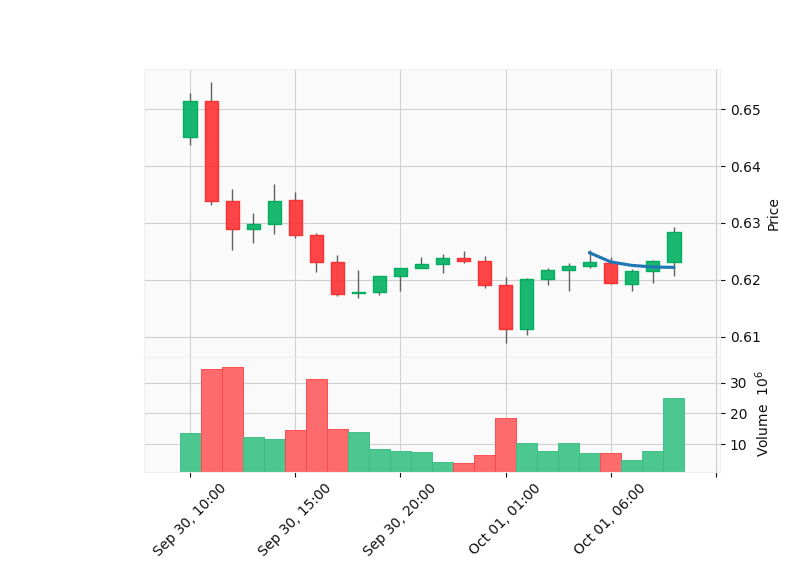 0.65
0.64
0.63
0.62
0.61
Price
30
20
10
Volume 10^6
Sep 30, 10:00
Sep 30, 15:00
Sep 30, 20:00
Oct 01, 01:00
Oct 01, 06:00